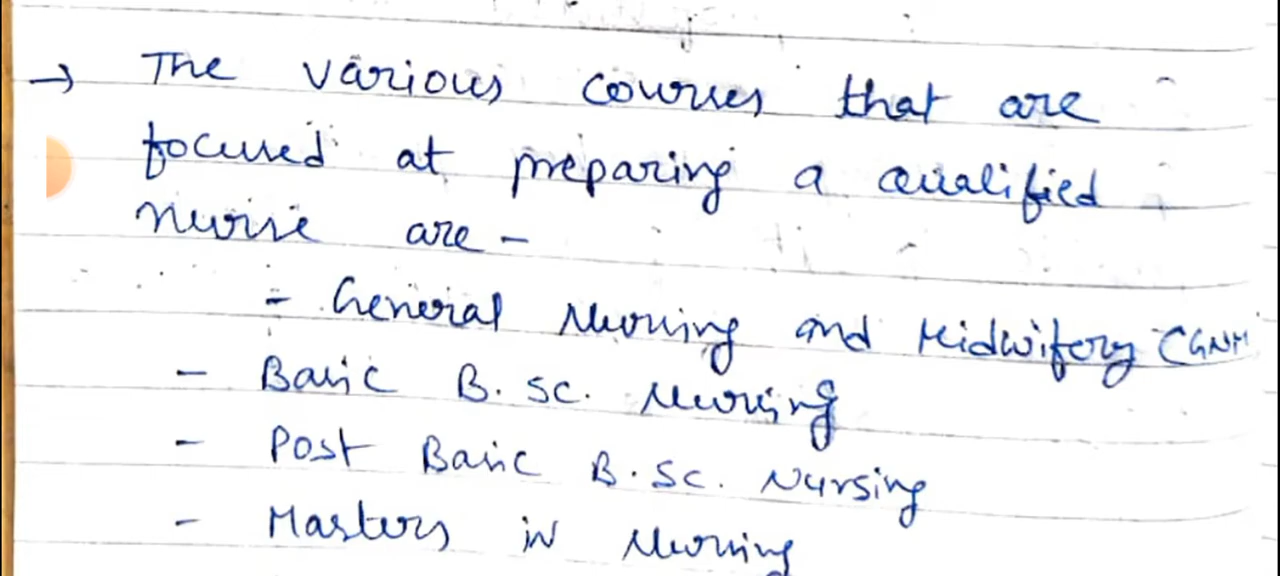 → The various courses that are
focused at preparing a qualified
nurse are -
- General Nursing and Midwifery (GNM
- Basic B. Sc. Nursing
- Post Basic B. Sc. Nursing
- Masters in Nursing